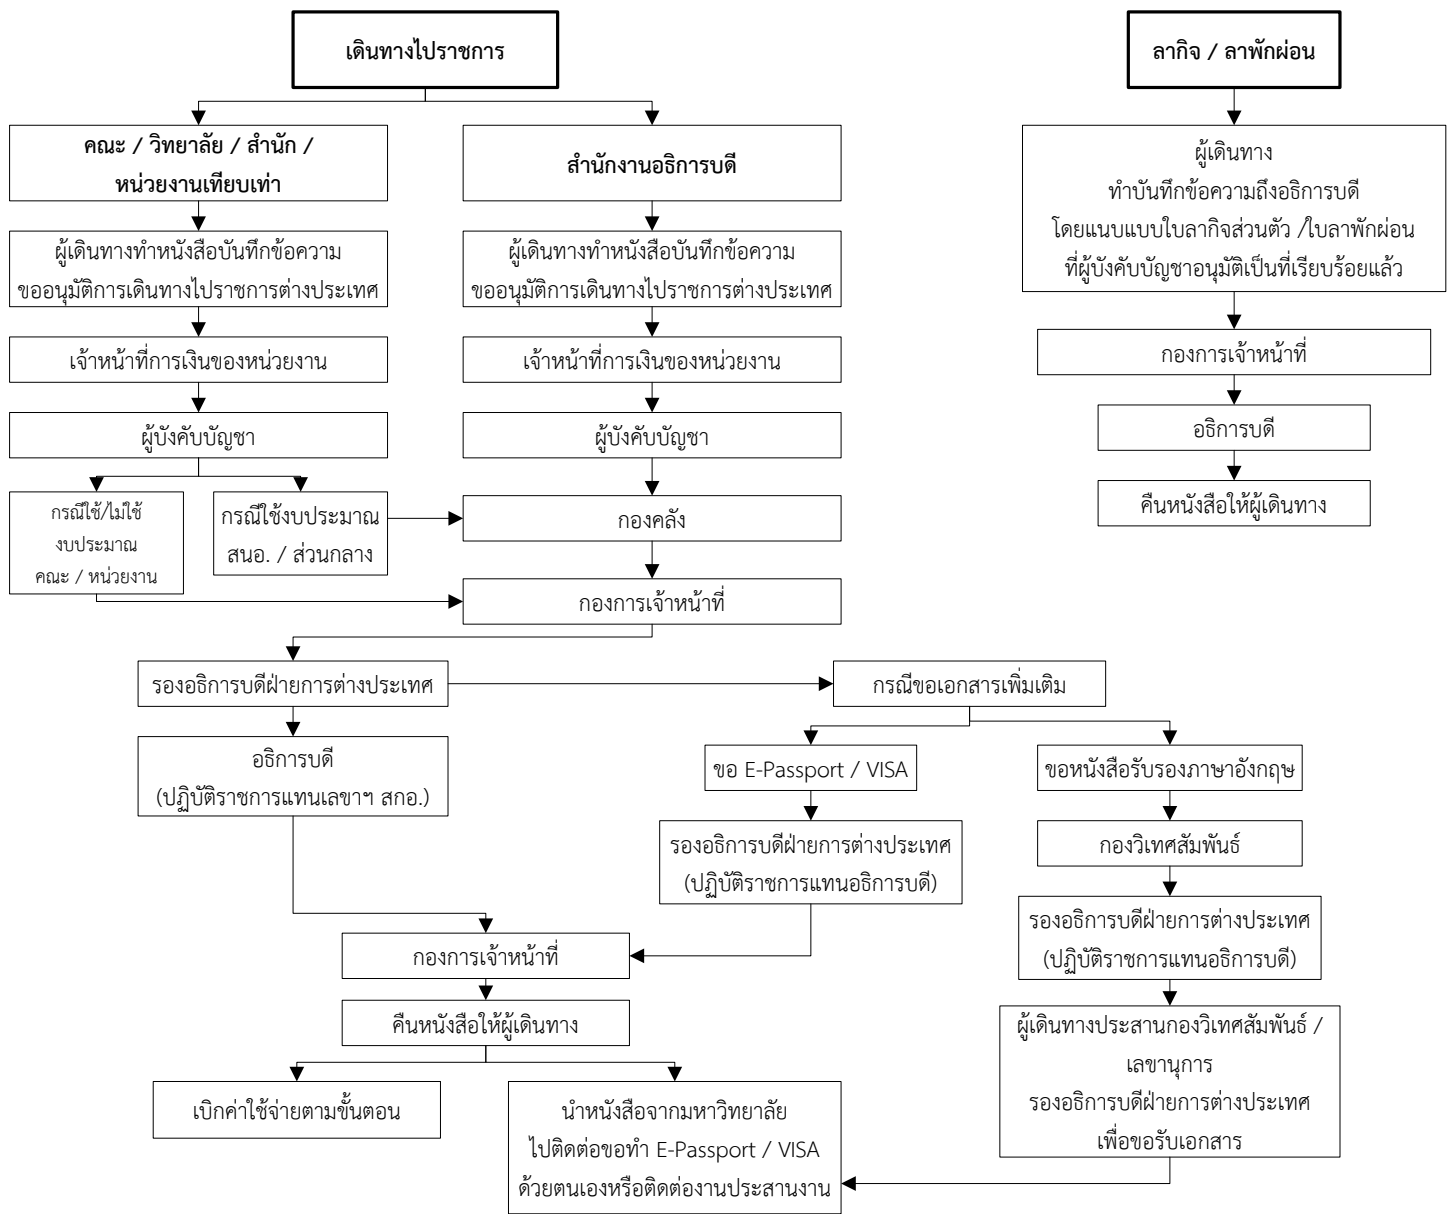 เดินทางไปราชการ
ลากิจ / ลาพักผ่อน
คณะ / วิทยาลัย / สำนัก /
หน่วยงานเทียบเท่า
สำนักงานอธิการบดี
ผู้เดินทาง
ทำบันทึกข้อความถึงอธิการบดี
โดยแนบแบบใบลากิจส่วนตัว /ใบลาพักผ่อน
ที่ผู้บังคับบัญชาอนุมัติเป็นที่เรียบร้อยแล้ว
ผู้เดินทางทำหนังสือบันทึกข้อความ
ขออนุมัติการเดินทางไปราชการต่างประเทศ
ผู้เดินทางทำหนังสือบันทึกข้อความ
ขออนุมัติการเดินทางไปราชการต่างประเทศ
เจ้าหน้าที่การเงินของหน่วยงาน
เจ้าหน้าที่การเงินของหน่วยงาน
กองการเจ้าหน้าที่
ผู้บังคับบัญชา
ผู้บังคับบัญชา
อธิการบดี
กรณีใช้/ไม่ใช้
งบประมาณ
คณะ / หน่วยงาน
กรณีใช้งบประมาณ
สนอ. / ส่วนกลาง
กองคลัง
คืนหนังสือให้ผู้เดินทาง
กองการเจ้าหน้าที่
รองอธิการบดีฝ่ายการต่างประเทศ
กรณีขอเอกสารเพิ่มเติม
อธิการบดี
(ปฏิบัติราชการแทนเลขาฯ สกอ.)
ขอ E-Passport / VISA
ขอหนังสือรับรองภาษาอังกฤษ
รองอธิการบดีฝ่ายการต่างประเทศ
(ปฏิบัติราชการแทนอธิการบดี)
กองวิเทศสัมพันธ์
รองอธิการบดีฝ่ายการต่างประเทศ
(ปฏิบัติราชการแทนอธิการบดี)
กองการเจ้าหน้าที่
คืนหนังสือให้ผู้เดินทาง
ผู้เดินทางประสานกองวิเทศสัมพันธ์ /
เลขานุการ
รองอธิการบดีฝ่ายการต่างประเทศ
เพื่อขอรับเอกสาร
เบิกค่าใช้จ่ายตามขั้นตอน
นำหนังสือจากมหาวิทยาลัย
ไปติดต่อขอทำ E-Passport / VISA
ด้วยตนเองหรือติดต่องานประสานงาน